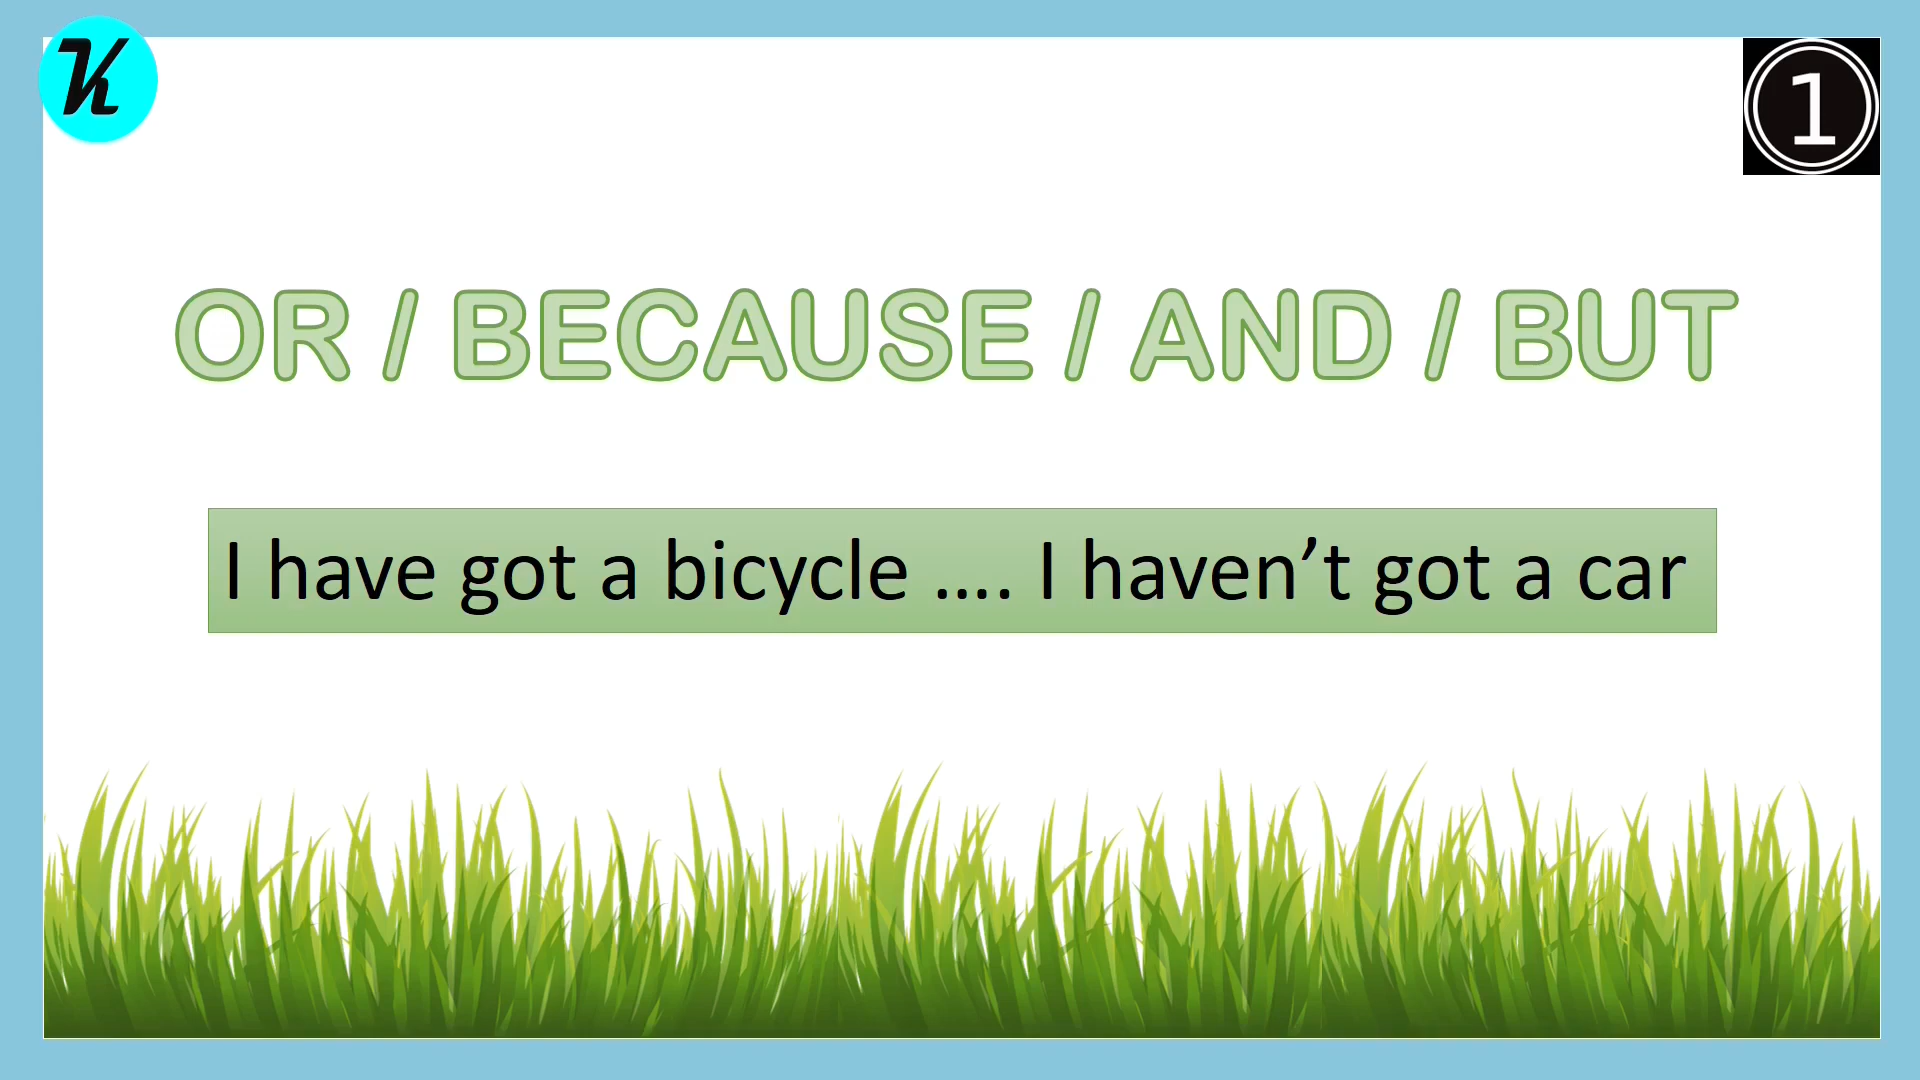 K
1
OR / BECAUSE / AND / BUT
I have got a bicycle .... I haven’t got a car